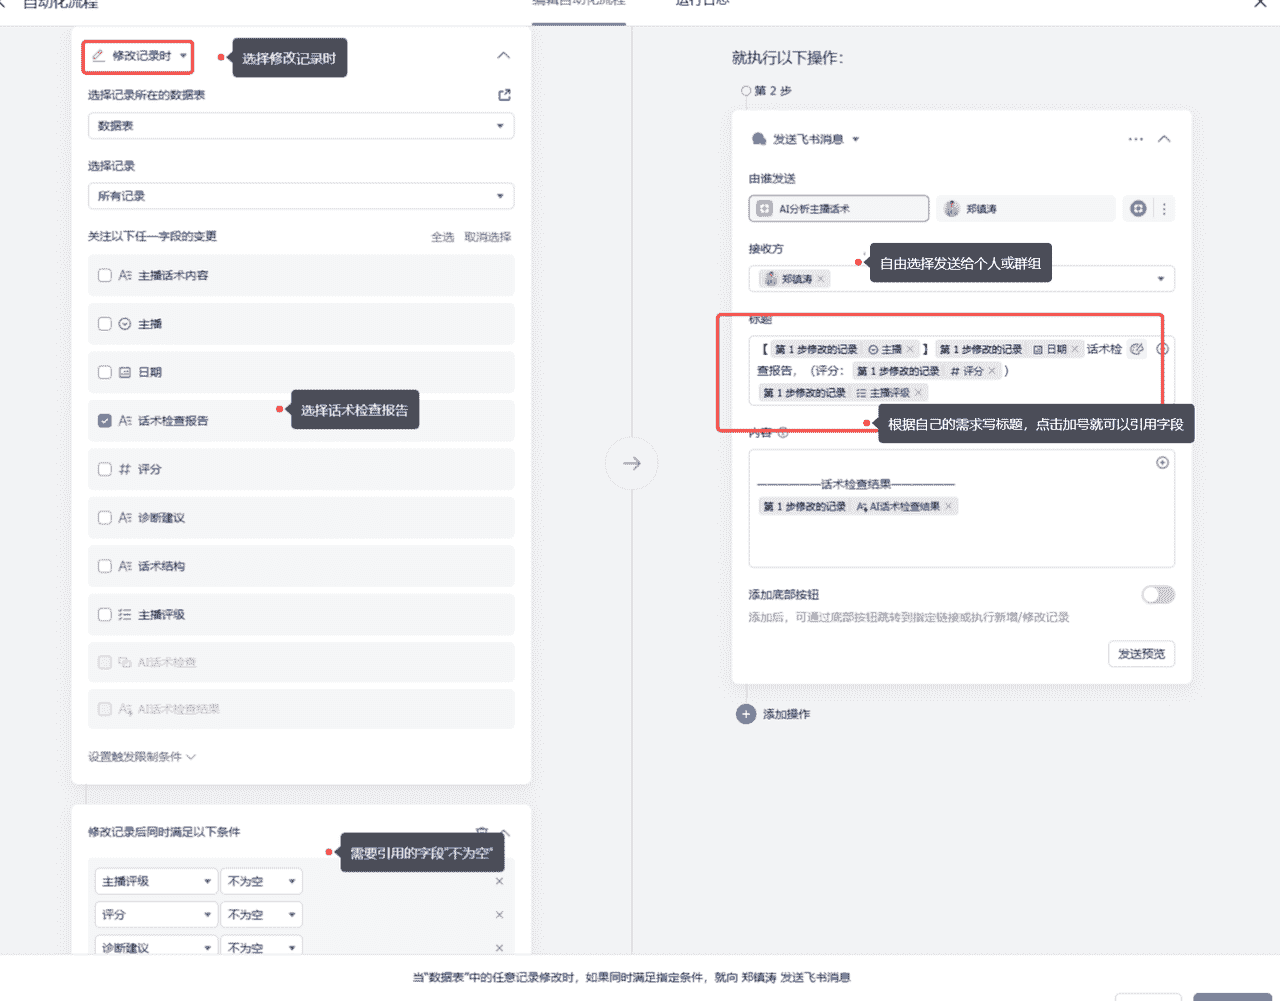 自动化流程
编辑自动化流程
运行日志
修改记录时
选择修改记录时
选择记录所在的数据表
数据表
选择记录
所有记录
关注以下任一字段的变更
全选 取消选择
主播话术内容
主播
日期
话术检查报告
选择话术检查报告
评分
诊断建议
话术结构
主播评级
AI话术检查
AI话术检查结果
设置触发限制条件
修改记录后同时满足以下条件
需要引用的字段"不为空"
主播评级 不为空
评分 不为空
诊断建议 不为空
就执行以下操作：
第 2 步
发送飞书消息
由谁发送
AI分析主播话术 郑镇涛
接收方
自由选择发送给个人或群组
郑镇涛
标题
【 第 1 步修改的记录 主播 】 第 1 步修改的记录 日期 话术检
查报告，（评分： 第 1 步修改的记录 # 评分 ）
第 1 步修改的记录 主播评级
根据自己的需求写标题，点击加号就可以引用字段
内容
——————话术检查结果——————
第 1 步修改的记录 AI话术检查结果
添加底部按钮
添加后，可通过底部按钮跳转到指定链接或执行新增/修改记录
发送预览
添加操作
当"数据表"中的任意记录修改时，如果同时满足指定条件，就向 郑镇涛 发送飞书消息